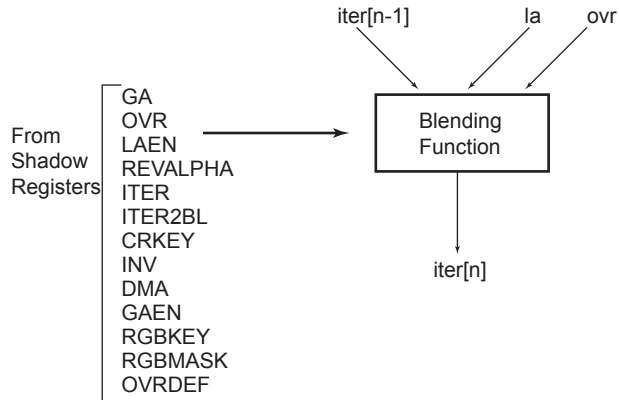 iter[n-1] la ovr
GA
OVR
LAEN
REVALPHA
ITER
ITER2BL
CRKEY
INV
DMA
GAEN
RGBKEY
RGBMASK
OVRDEF
From
Shadow
Registers
Blending
Function
iter[n]